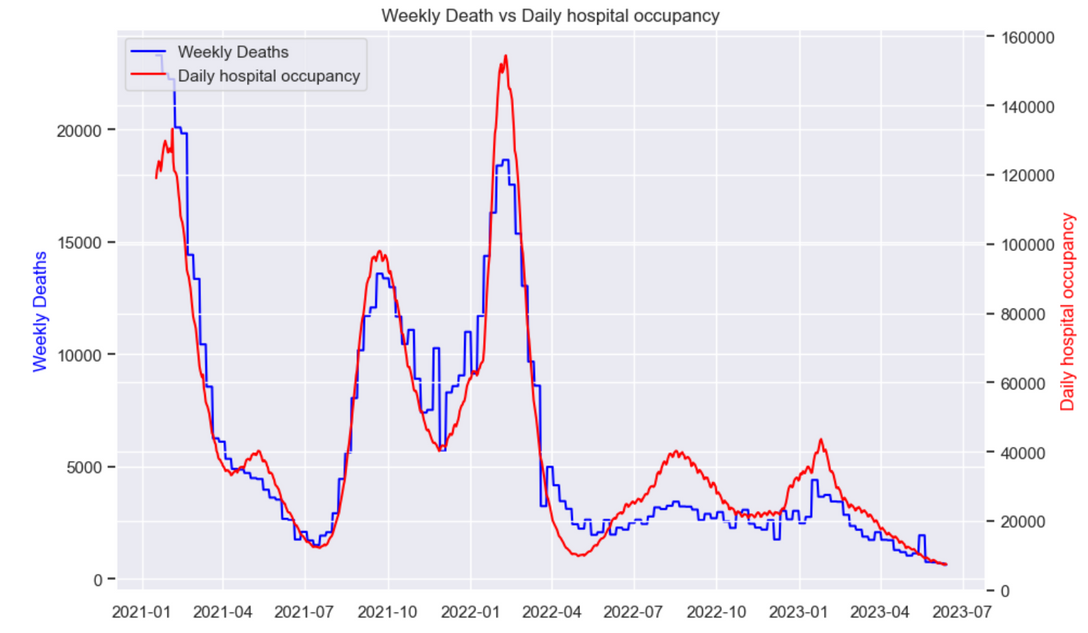 Weekly Death vs Daily hospital occupancy
Weekly Deaths
Daily hospital occupancy
Weekly Deaths
20000
15000
10000
5000
0
160000
140000
120000
100000
80000
60000
40000
20000
0
Daily hospital occupancy
2021-01 2021-04 2021-07 2021-10 2022-01 2022-04 2022-07 2022-10 2023-01 2023-04 2023-07